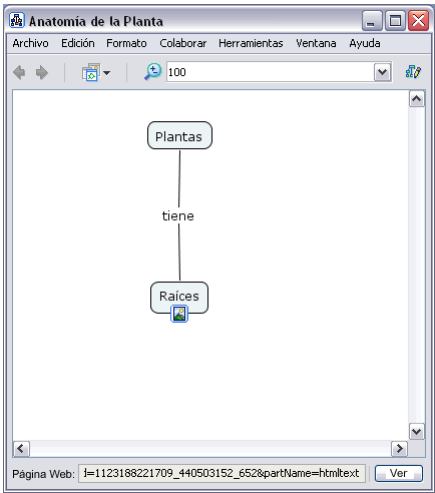 Anatomía de la Planta
Archivo Edición Formato Colaborar Herramientas Ventana Ayuda
100
Plantas
tiene
Raíces
Página Web: l=1123188221709_440503152_652&partName=htmltext Ver